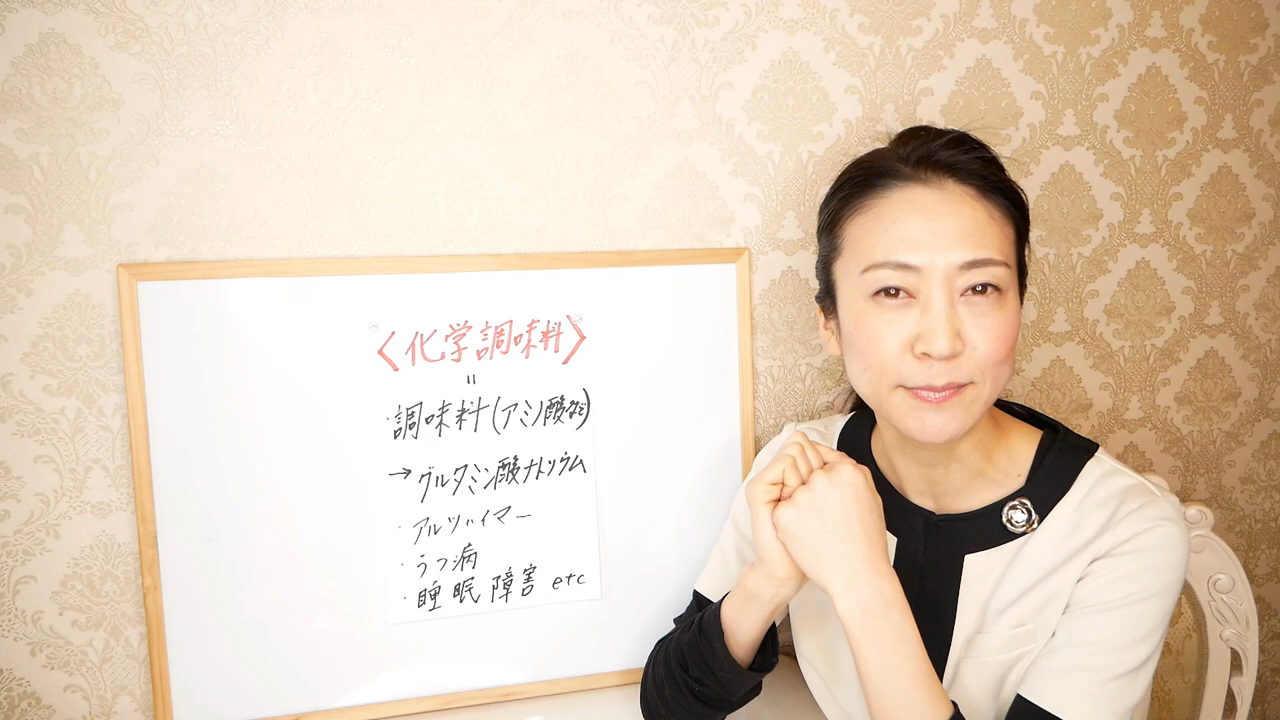 〈化学調味料〉
〃
・調味料(アミノ酸など)
→グルタミン酸ナトリウム
・アルツハイマー
・うつ病
・睡眠障害 etc